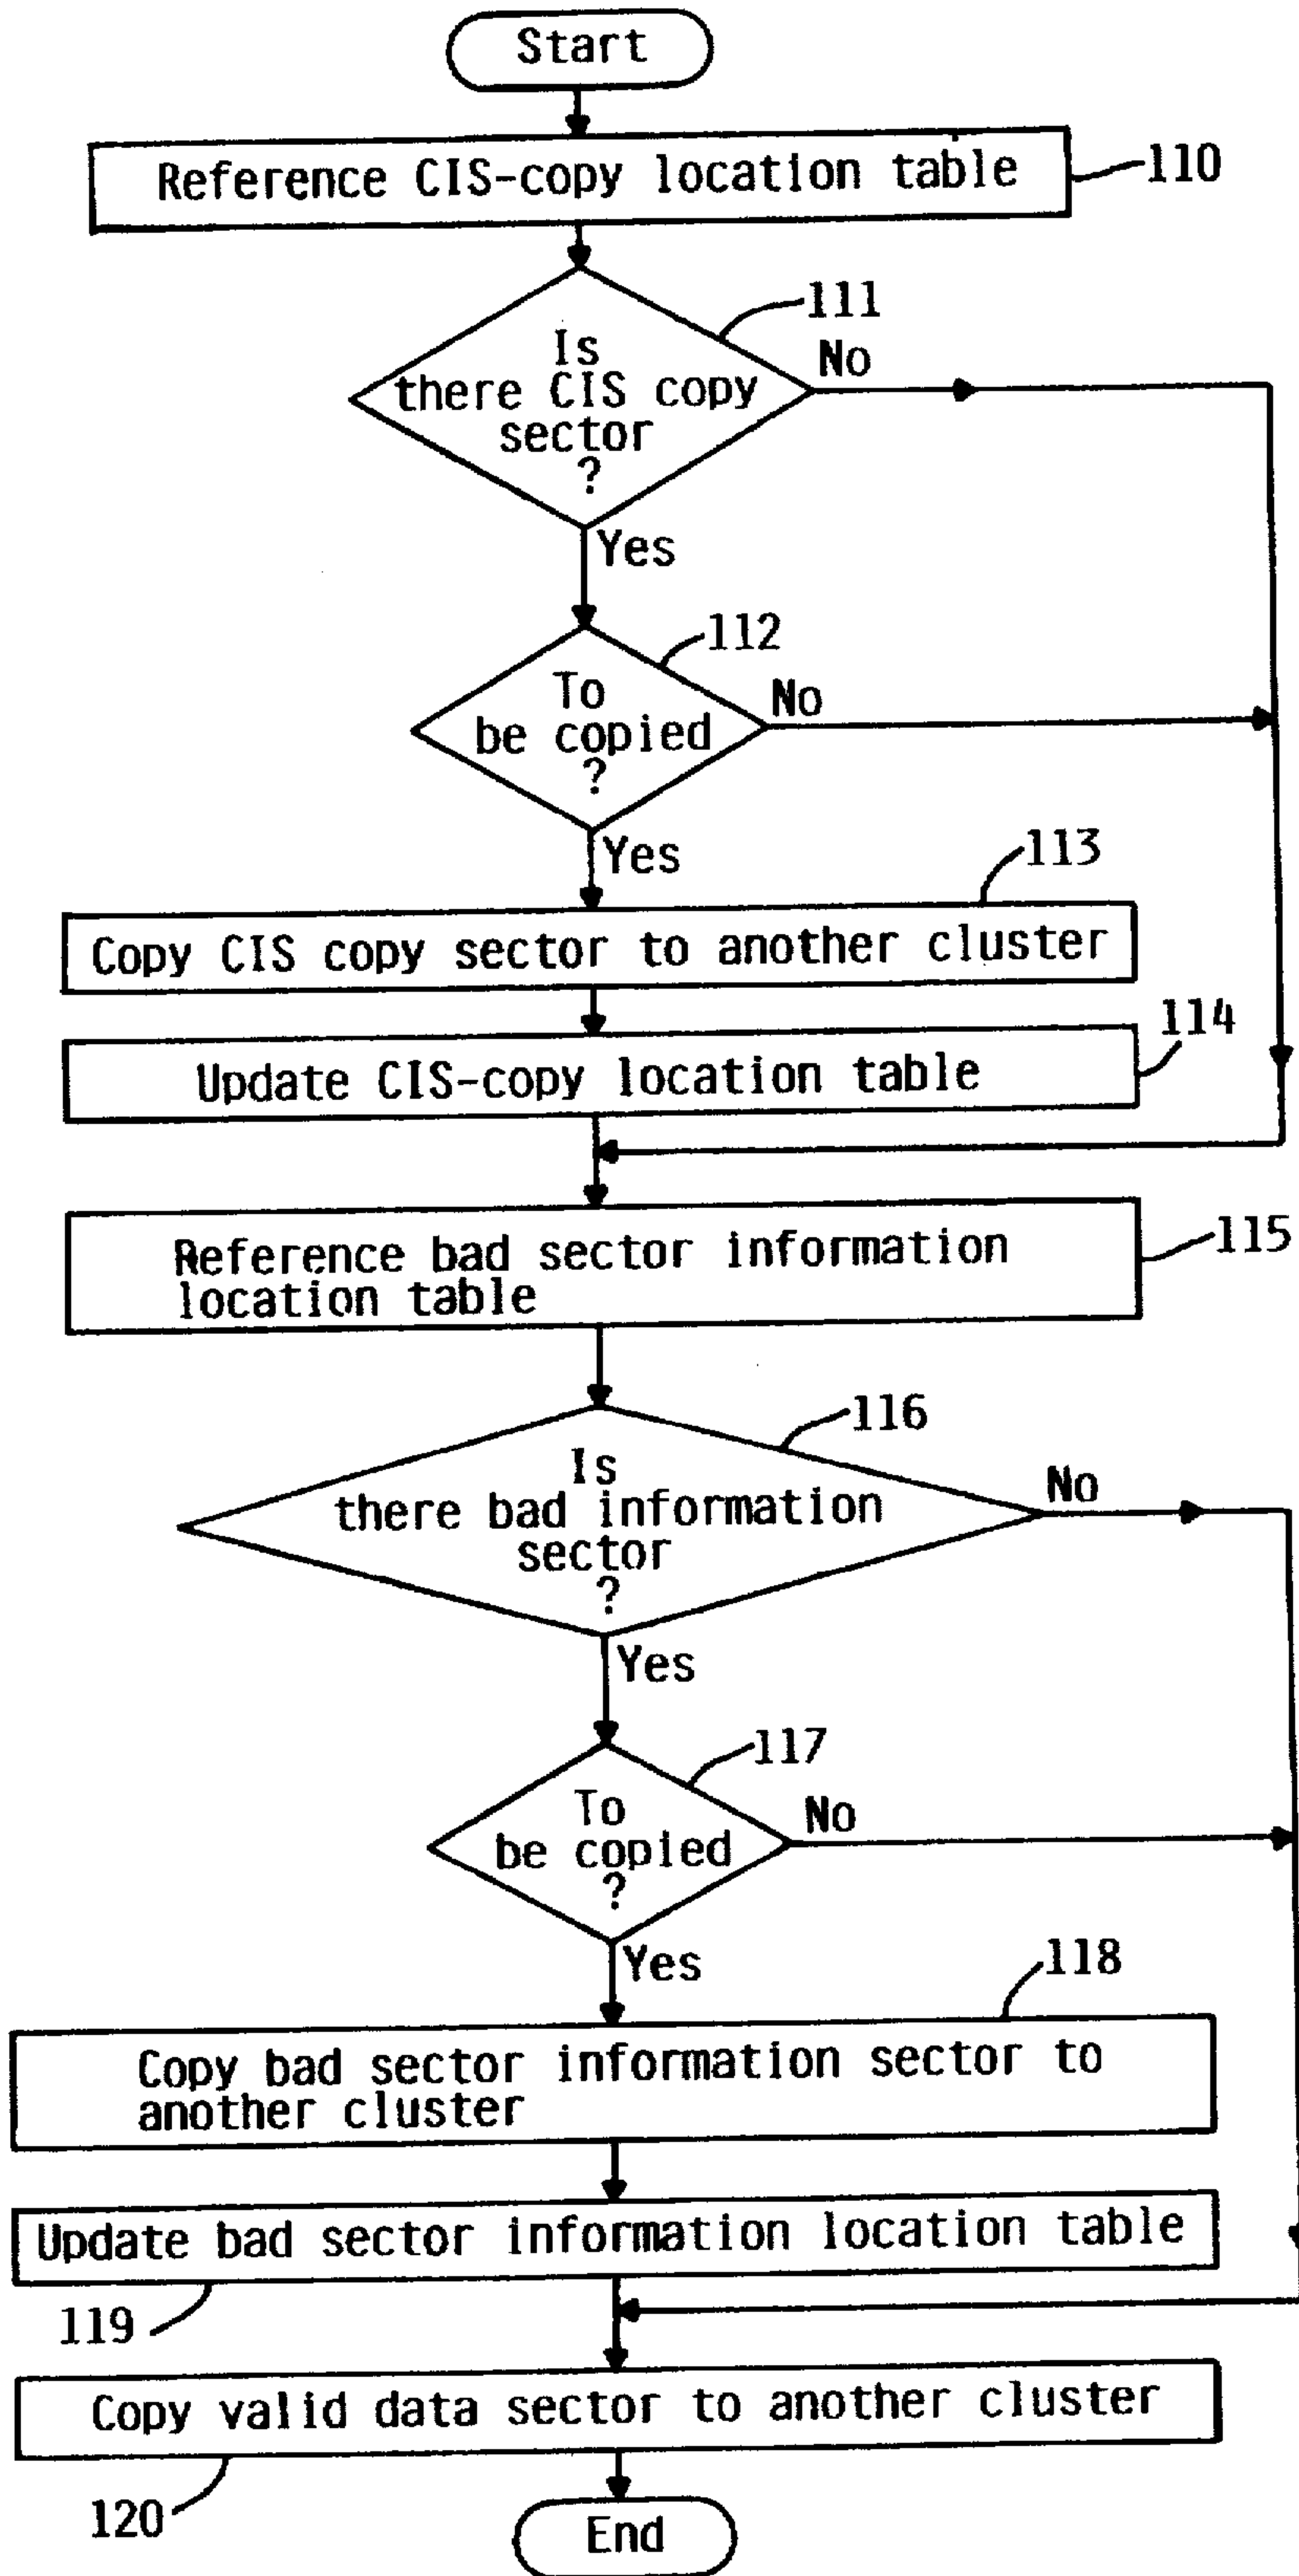 Start
Reference CIS-copy location table
110
111
Is
there CIS copy
sector
?
No
Yes
112
To
be copied
?
No
Yes
113
Copy CIS copy sector to another cluster
114
Update CIS-copy location table
Reference bad sector information
location table
115
116
Is
there bad information
sector
?
No
Yes
117
To
be copied
?
No
Yes
118
Copy bad sector information sector to
another cluster
Update bad sector information location table
119
Copy valid data sector to another cluster
120
End